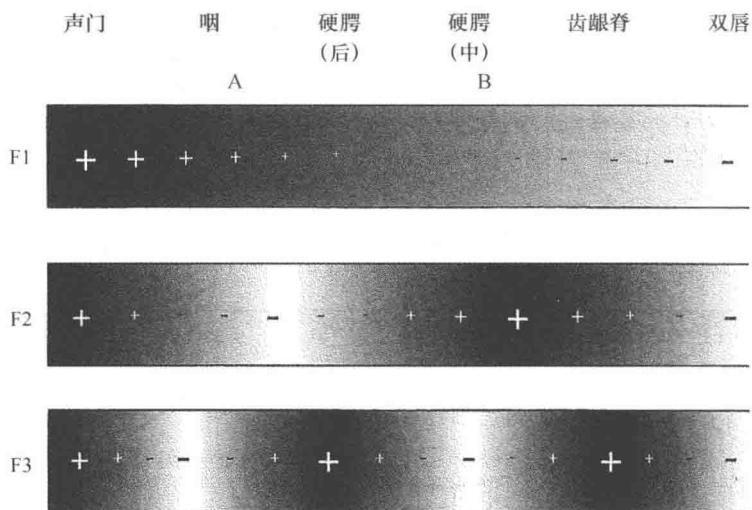 声门 咽 硬腭 硬腭 齿龈脊 双唇
（后） （中）
A B
F1
+ + + + + + - - - - -
F2
+ + - - - - - + + + + + - -
F3
+ + - - - + + + - - - + + + - -